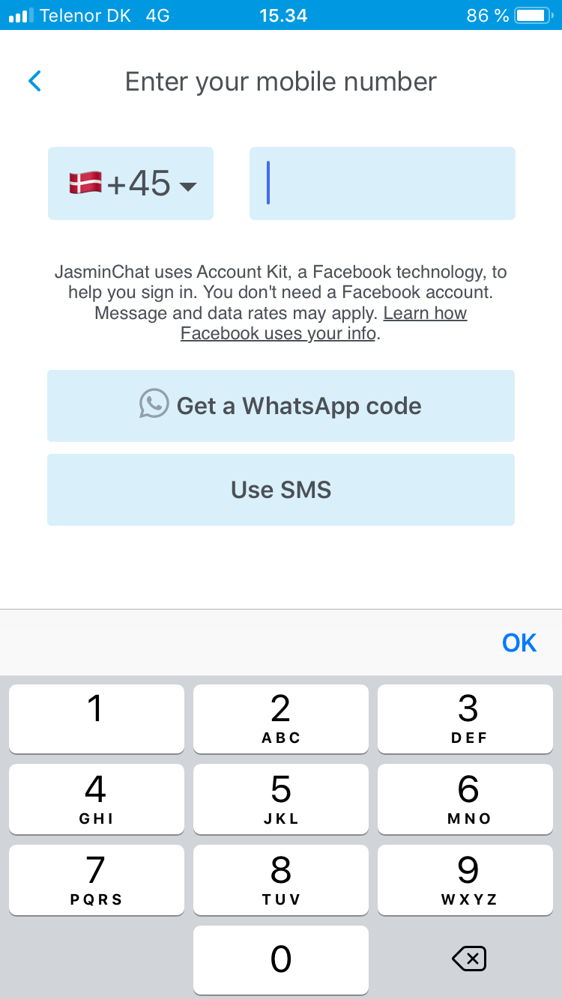 Telenor DK 4G 15.34 86 %
Enter your mobile number
+45
JasminChat uses Account Kit, a Facebook technology, to
help you sign in. You don't need a Facebook account.
Message and data rates may apply. Learn how
Facebook uses your info.
Get a WhatsApp code
Use SMS
OK
1 2 3
ABC DEF
4 5 6
GHI JKL MNO
7 8 9
PQRS TUV WXYZ
0